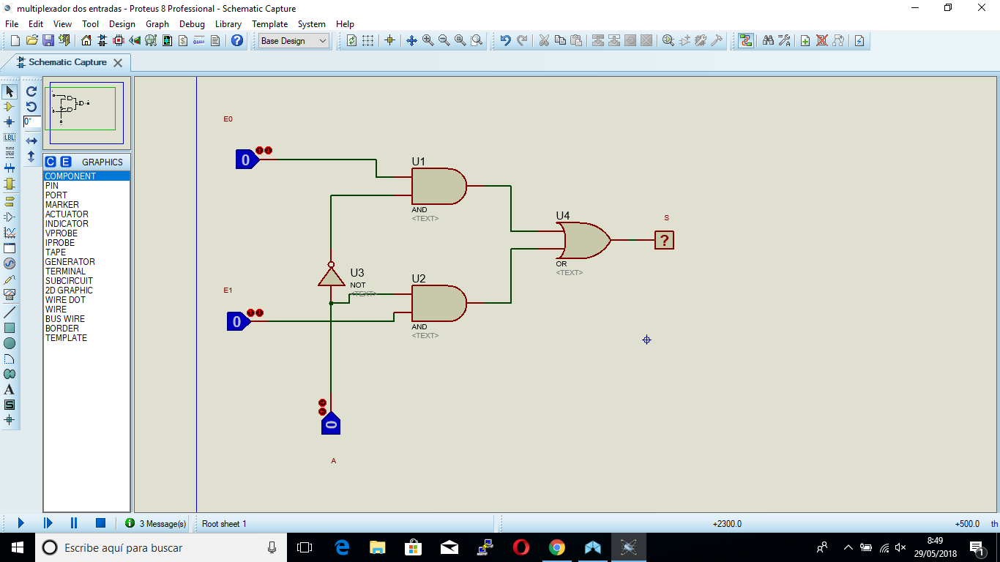 multiplexador dos entradas - Proteus 8 Professional - Schematic Capture
File Edit View Tool Design Graph Debug Library Template System Help
Base Design
Schematic Capture
0°
LBL
C E GRAPHICS
COMPONENT
PIN
PORT
MARKER
ACTUATOR
INDICATOR
VPROBE
IPROBE
TAPE
GENERATOR
TERMINAL
SUBCIRCUIT
2D GRAPHIC
WIRE DOT
WIRE
BUS WIRE
BORDER
TEMPLATE
A
S
E0
0
U1
AND
<TEXT>
U4
OR
<TEXT>
S
?
U3
NOT
<TEXT>
U2
AND
<TEXT>
E1
0
0
A
3 Message(s)
Root sheet 1
+2300.0
+500.0
th
Escribe aquí para buscar
8:49
29/05/2018
1